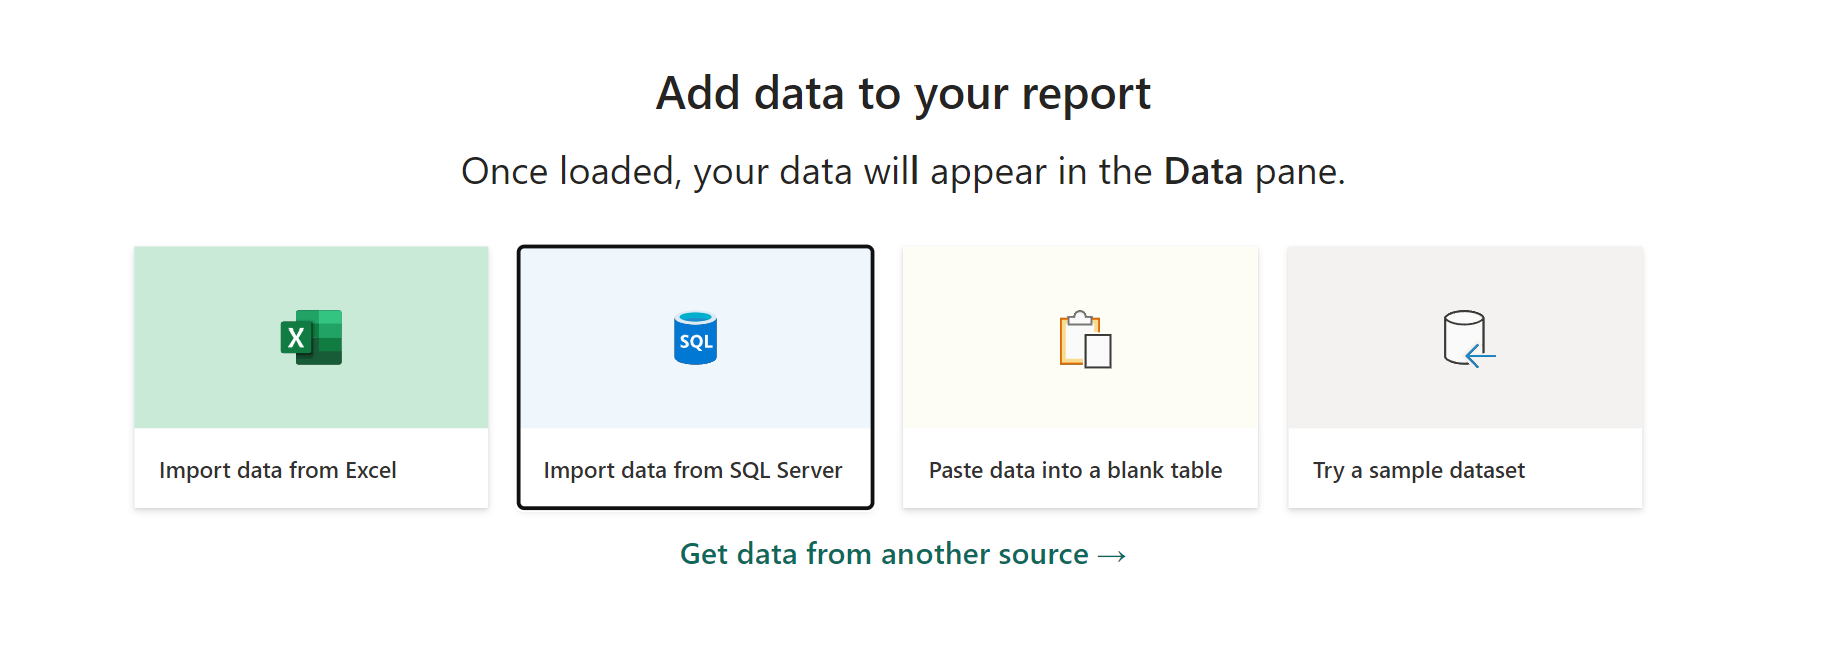 Add data to your report
Once loaded, your data will appear in the Data pane.
X
SQL
Import data from Excel
Import data from SQL Server
Paste data into a blank table
Try a sample dataset
Get data from another source →